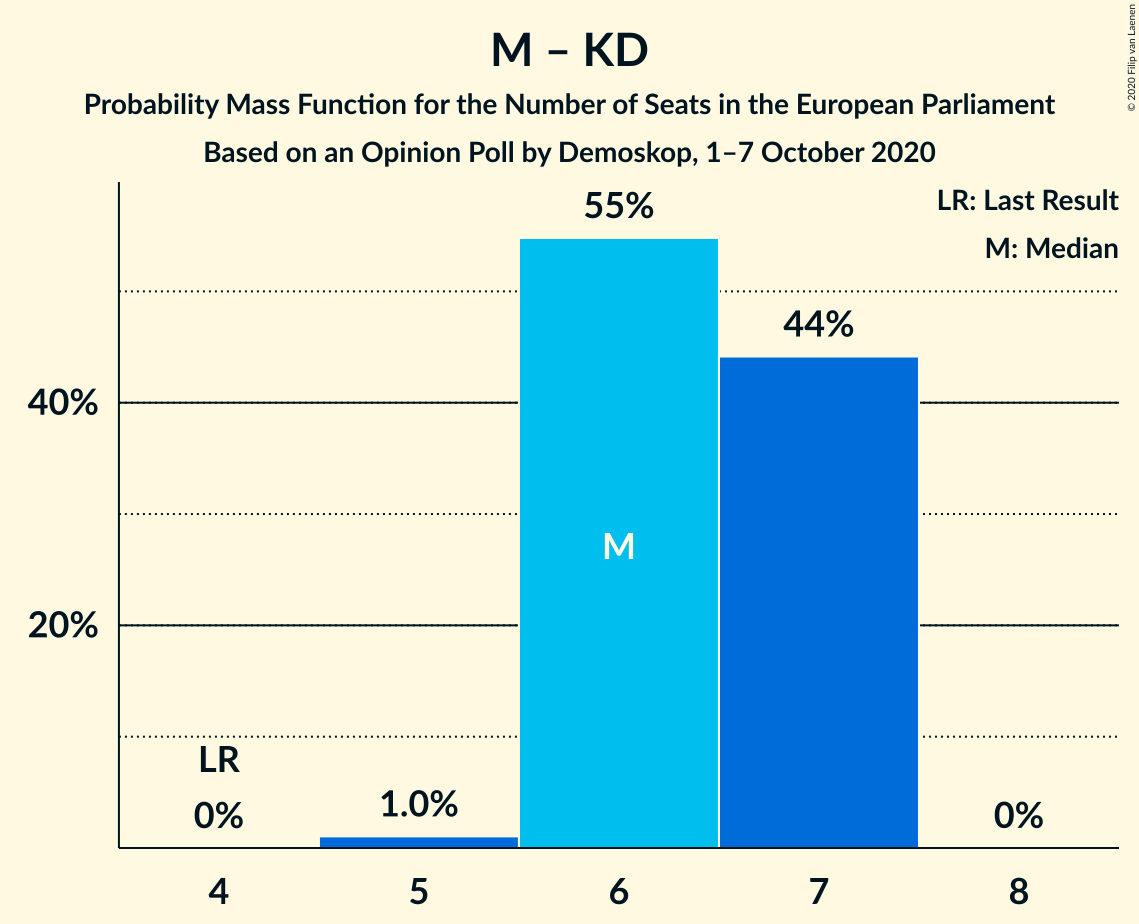 M – KD
Probability Mass Function for the Number of Seats in the European Parliament
Based on an Opinion Poll by Demoskop, 1–7 October 2020
© 2020 Filip van Laenen
LR: Last Result
M: Median
55%
44%
40%
M
20%
LR
0%
1.0%
0%
4
5
6
7
8